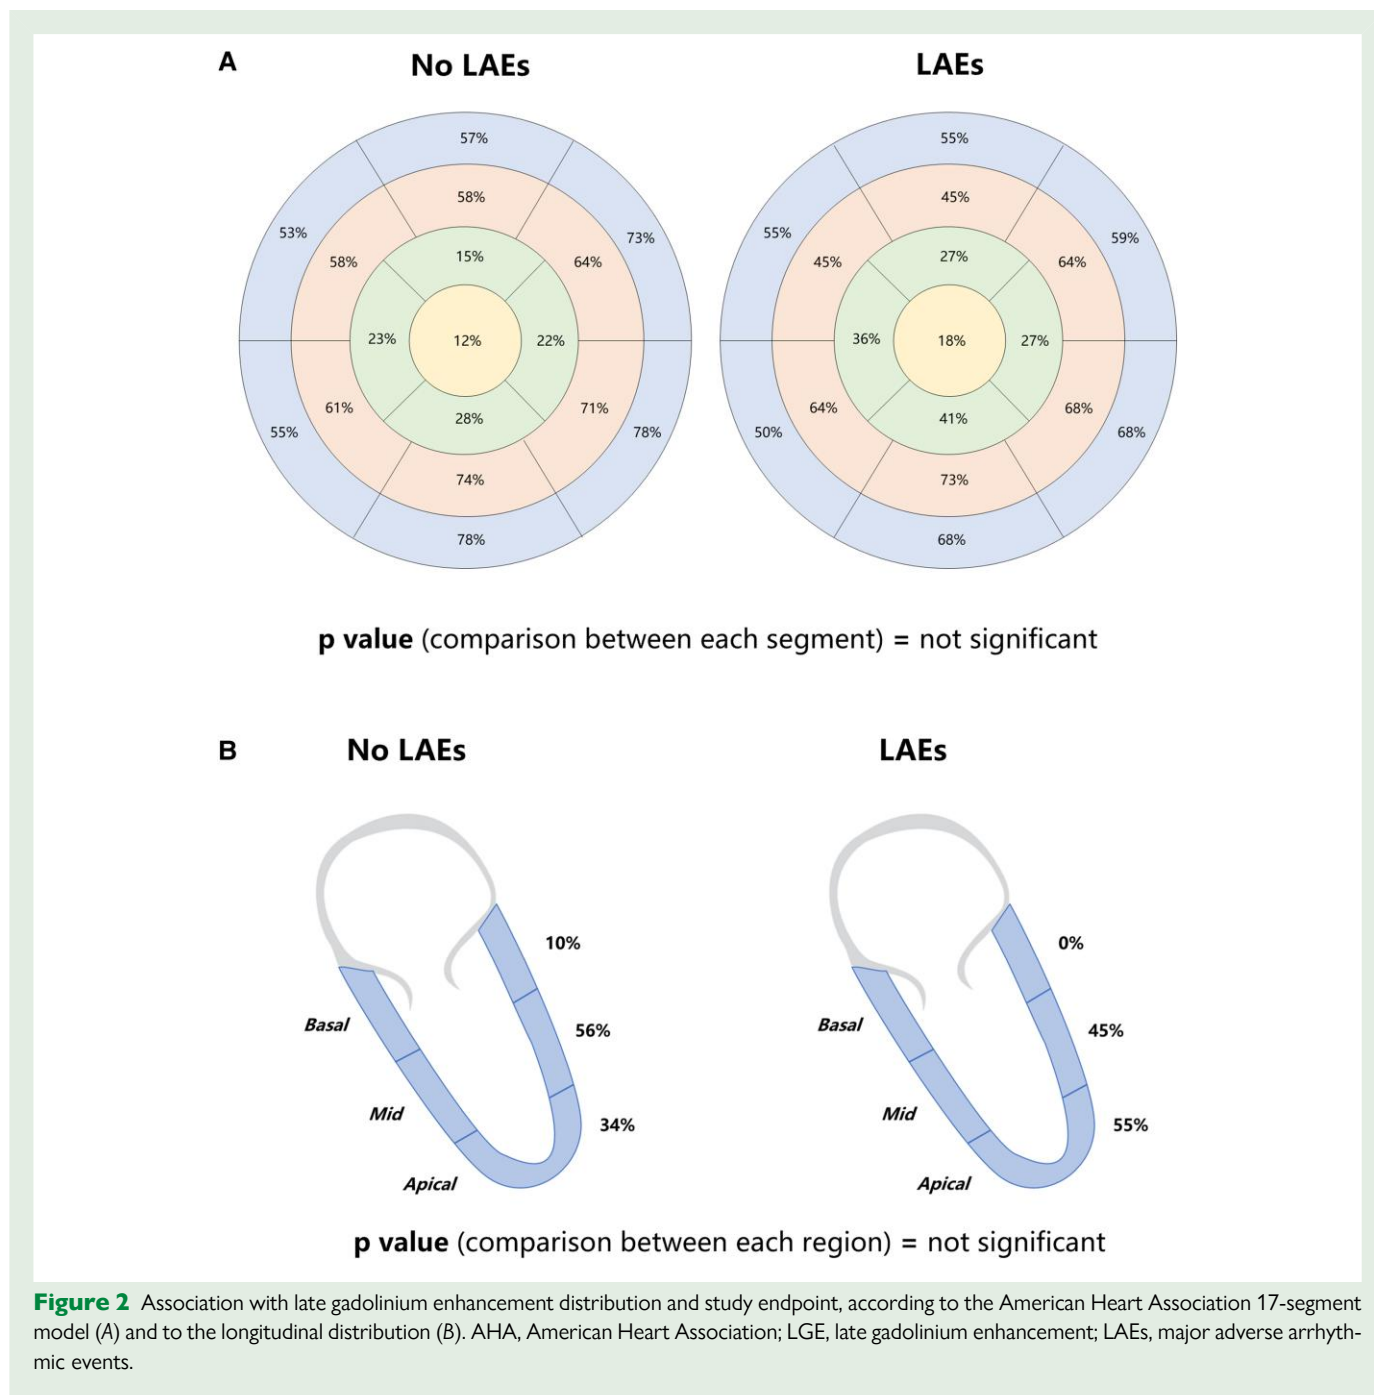 A
No LAEs
LAEs
57%
53%
73%
58%
58%
64%
15%
23%
12%
22%
28%
61%
71%
55%
78%
74%
78%
55%
55%
59%
45%
45%
64%
27%
36%
18%
27%
41%
64%
68%
50%
68%
73%
68%
p value (comparison between each segment) = not significant
B
No LAEs
LAEs
10%
56%
34%
Basal
Mid
Apical
0%
45%
55%
Basal
Mid
Apical
p value (comparison between each region) = not significant
Figure 2 Association with late gadolinium enhancement distribution and study endpoint, according to the American Heart Association 17-segment
model (A) and to the longitudinal distribution (B). AHA, American Heart Association; LGE, late gadolinium enhancement; LAEs, major adverse arrhyth-
mic events.